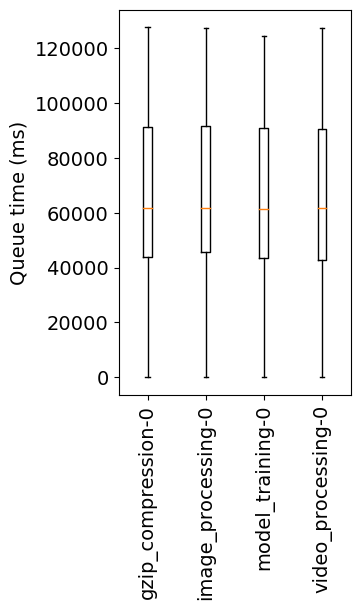 Queue time (ms)
120000
100000
80000
60000
40000
20000
0
gzip_compression-0
image_processing-0
model_training-0
video_processing-0